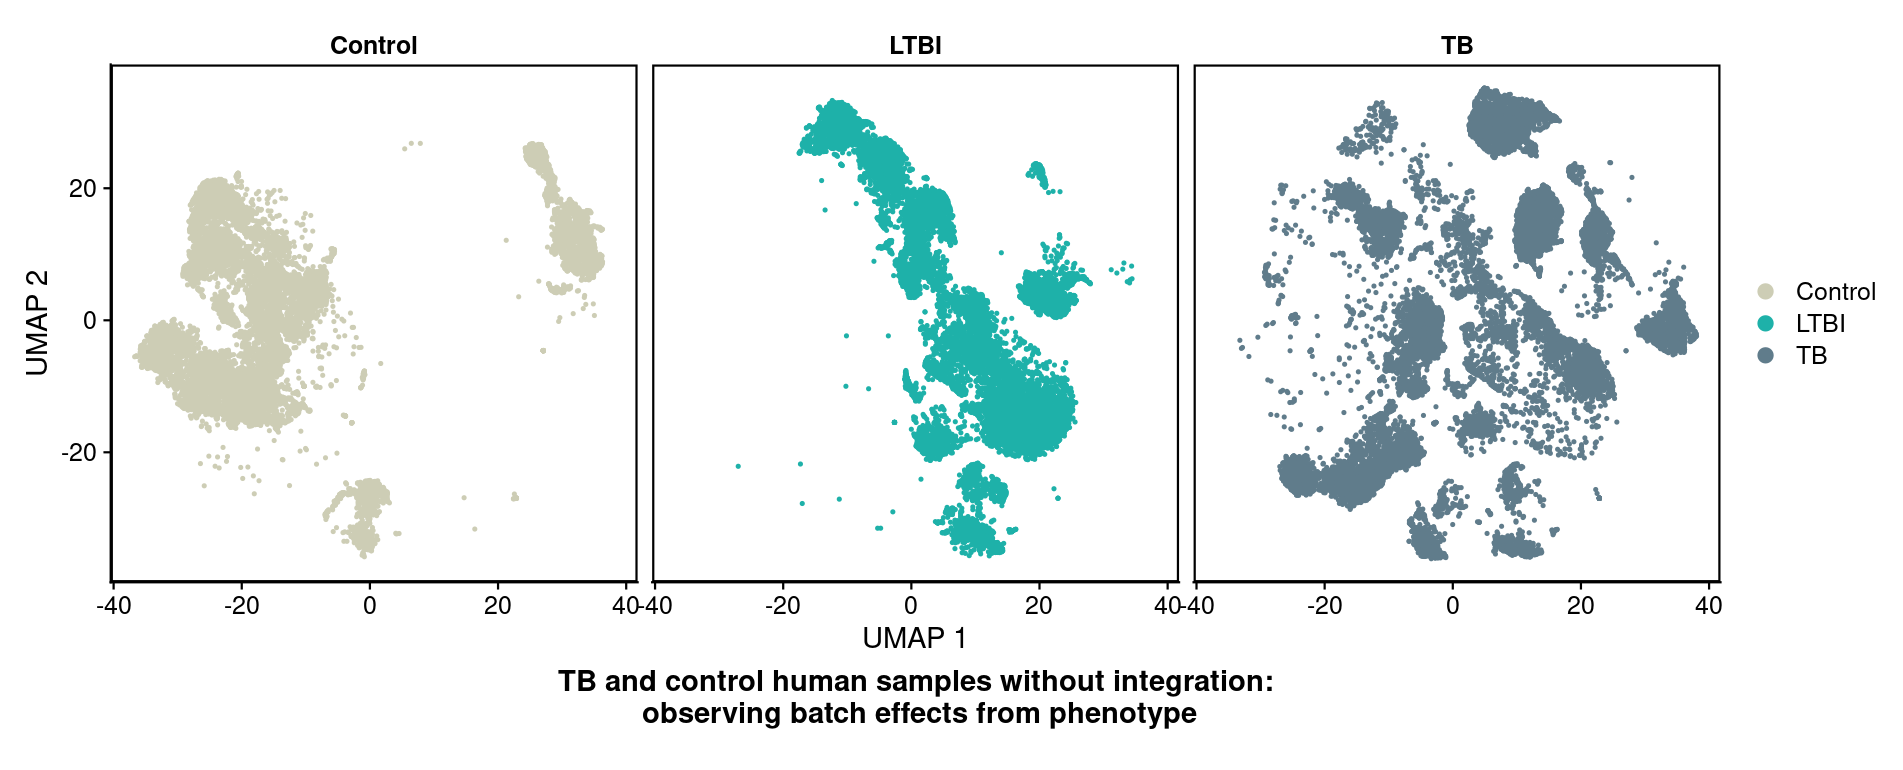 Control
LTBI
TB
UMAP 2
20
0
-20
-40
-20
0
20
40
-40
-20
0
20
40
-40
-20
0
20
40
UMAP 1
Control
LTBI
TB
TB and control human samples without integration:
observing batch effects from phenotype